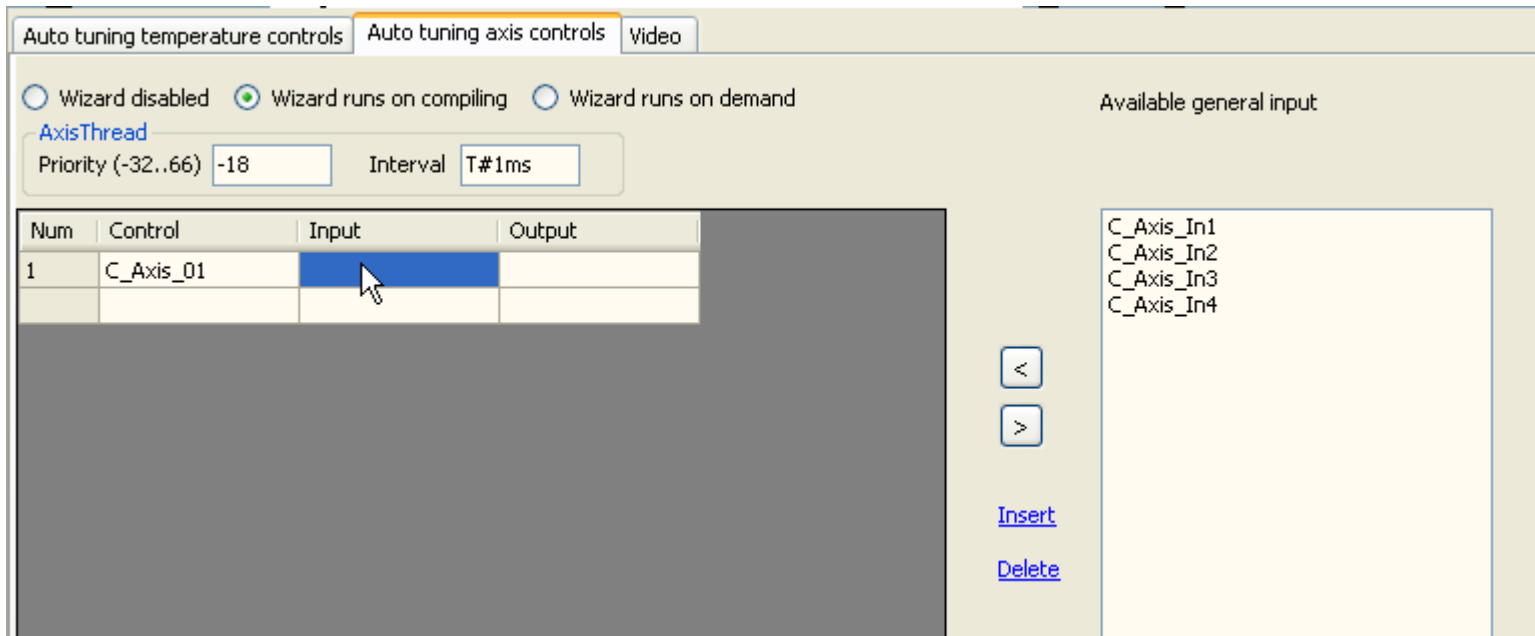 Auto tuning temperature controls Auto tuning axis controls Video
Wizard disabled Wizard runs on compiling Wizard runs on demand
Available general input
AxisThread
Priority (-32..66) -18 Interval T#1ms
Num Control Input Output
1 C_Axis_01
C_Axis_In1
C_Axis_In2
C_Axis_In3
C_Axis_In4
<
>
Insert
Delete